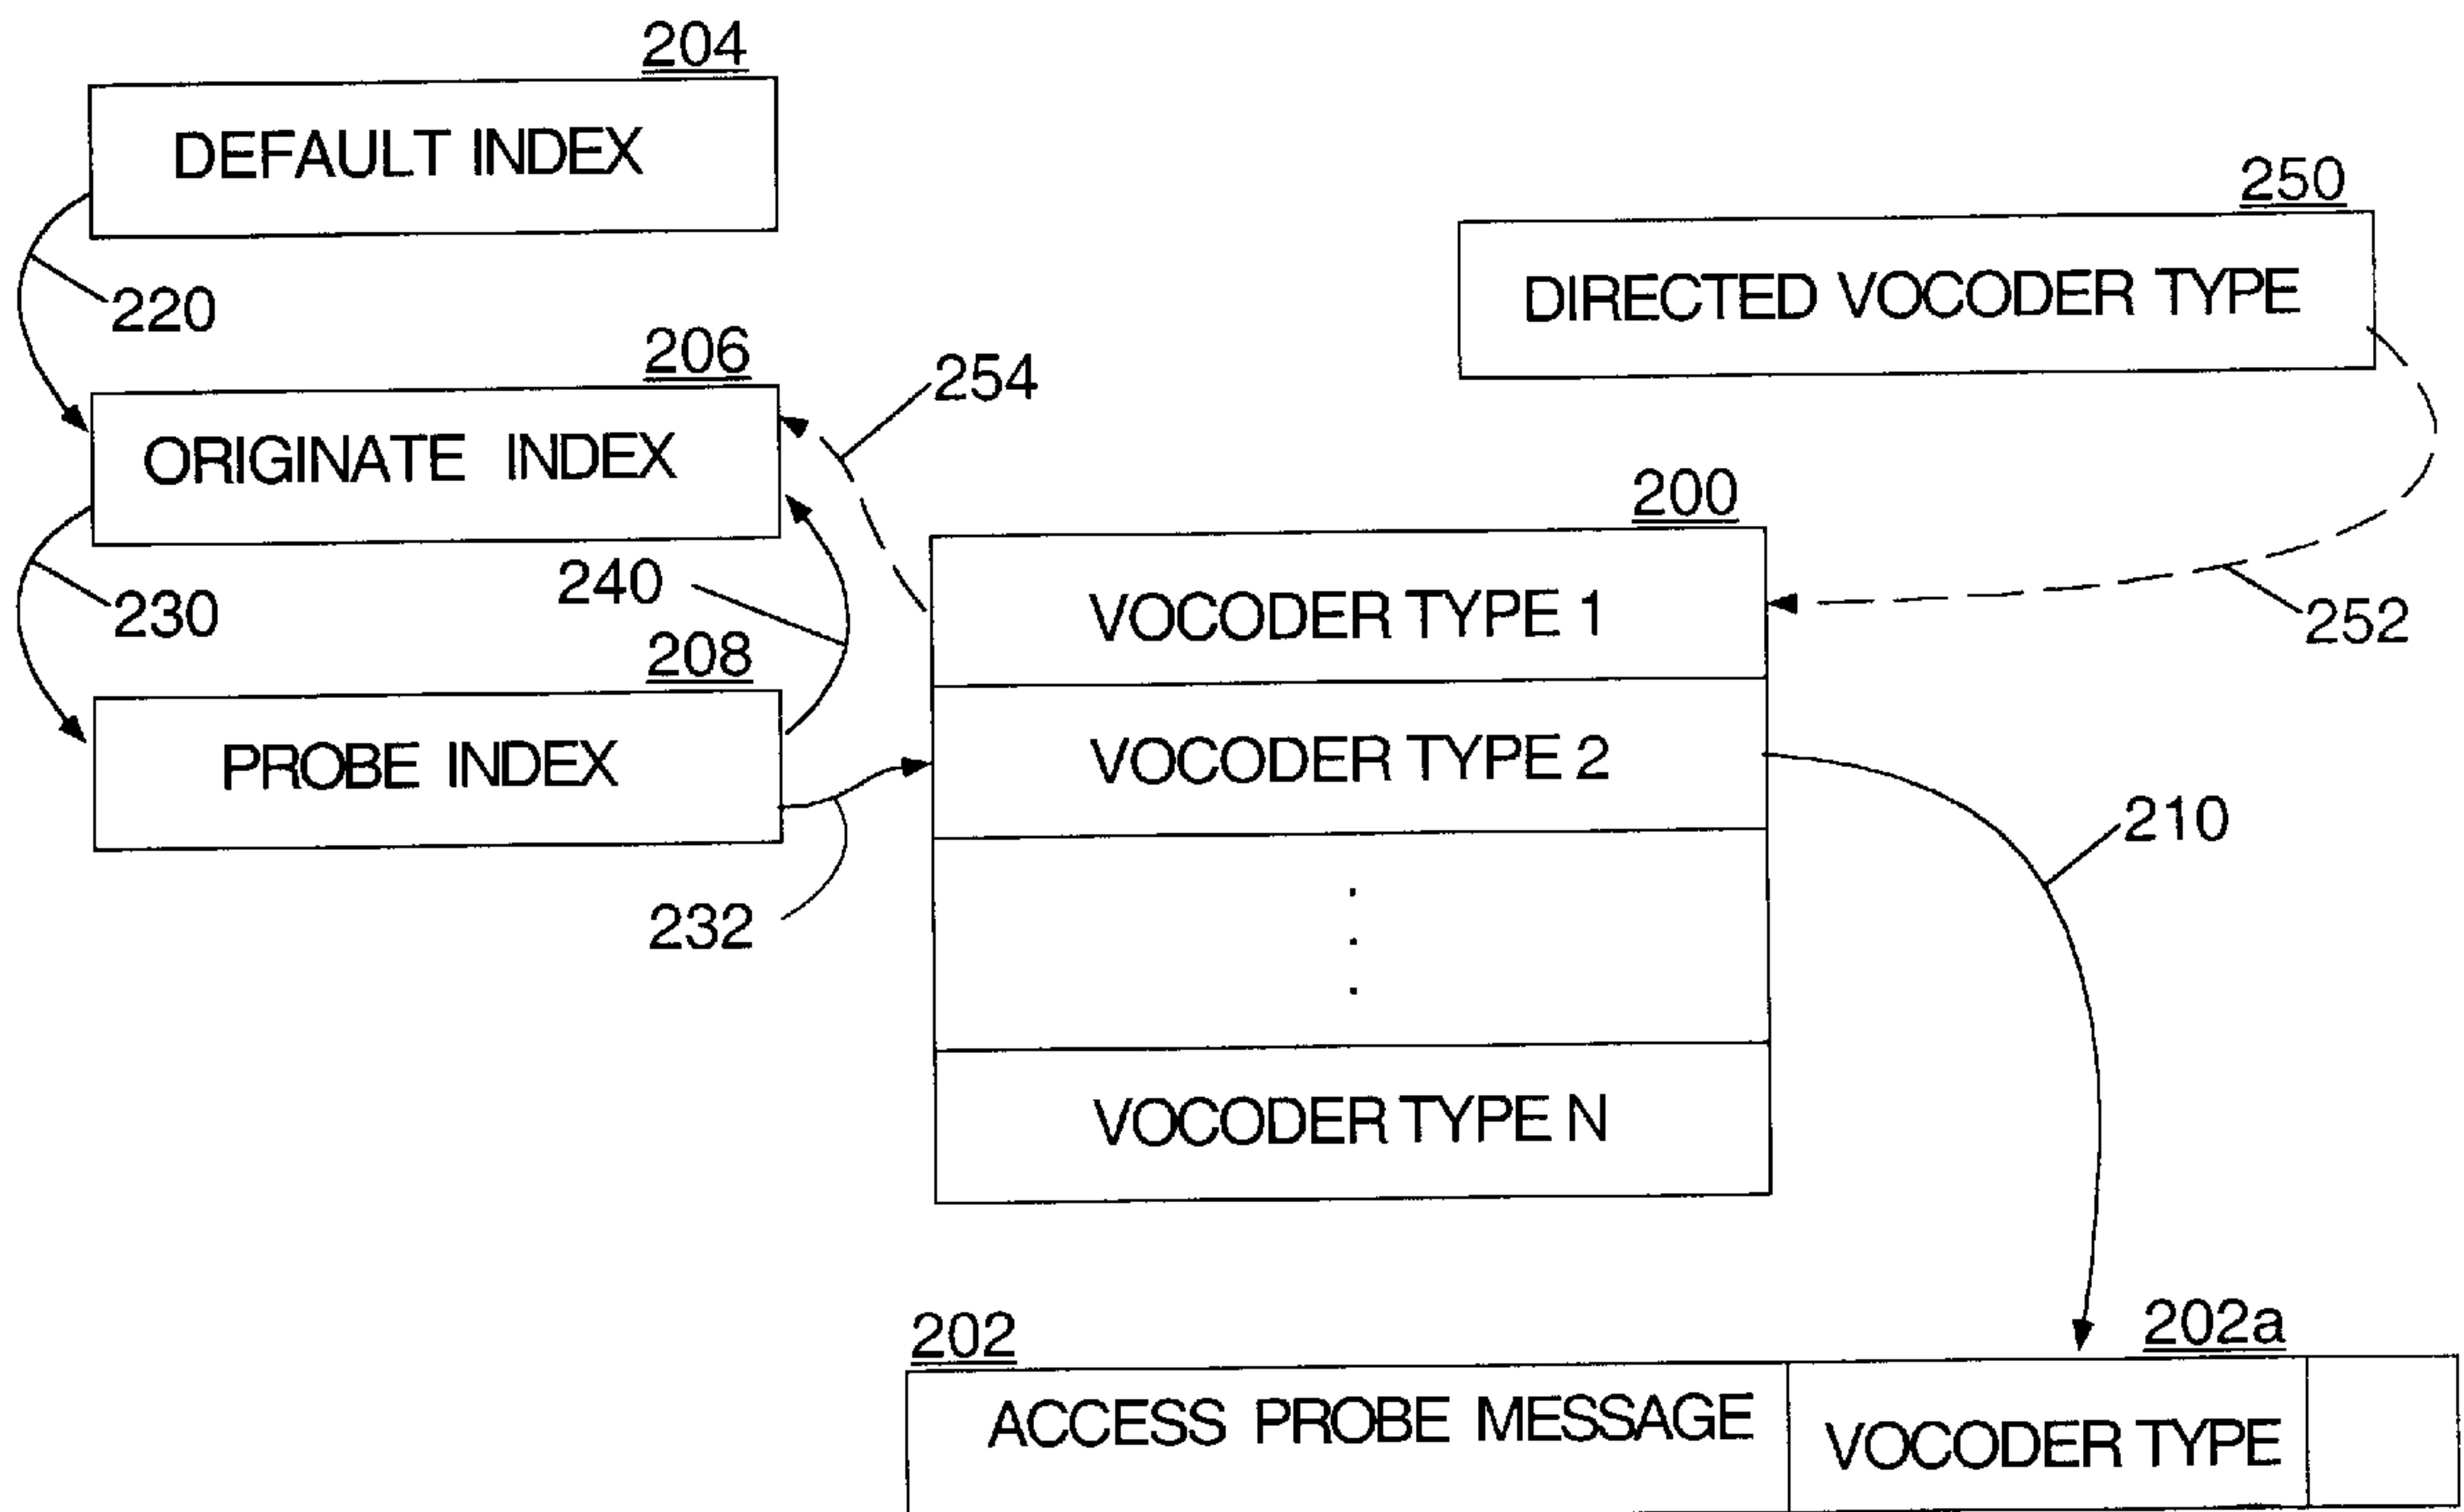 204
DEFAULT INDEX
250
DIRECTED VOCODER TYPE
220
206
254
ORIGINATE INDEX
200
240
230
VOCODER TYPE 1
252
208
PROBE INDEX
VOCODER TYPE 2
210
232
.
.
.
VOCODER TYPE N
202
202a
ACCESS PROBE MESSAGE
VOCODER TYPE